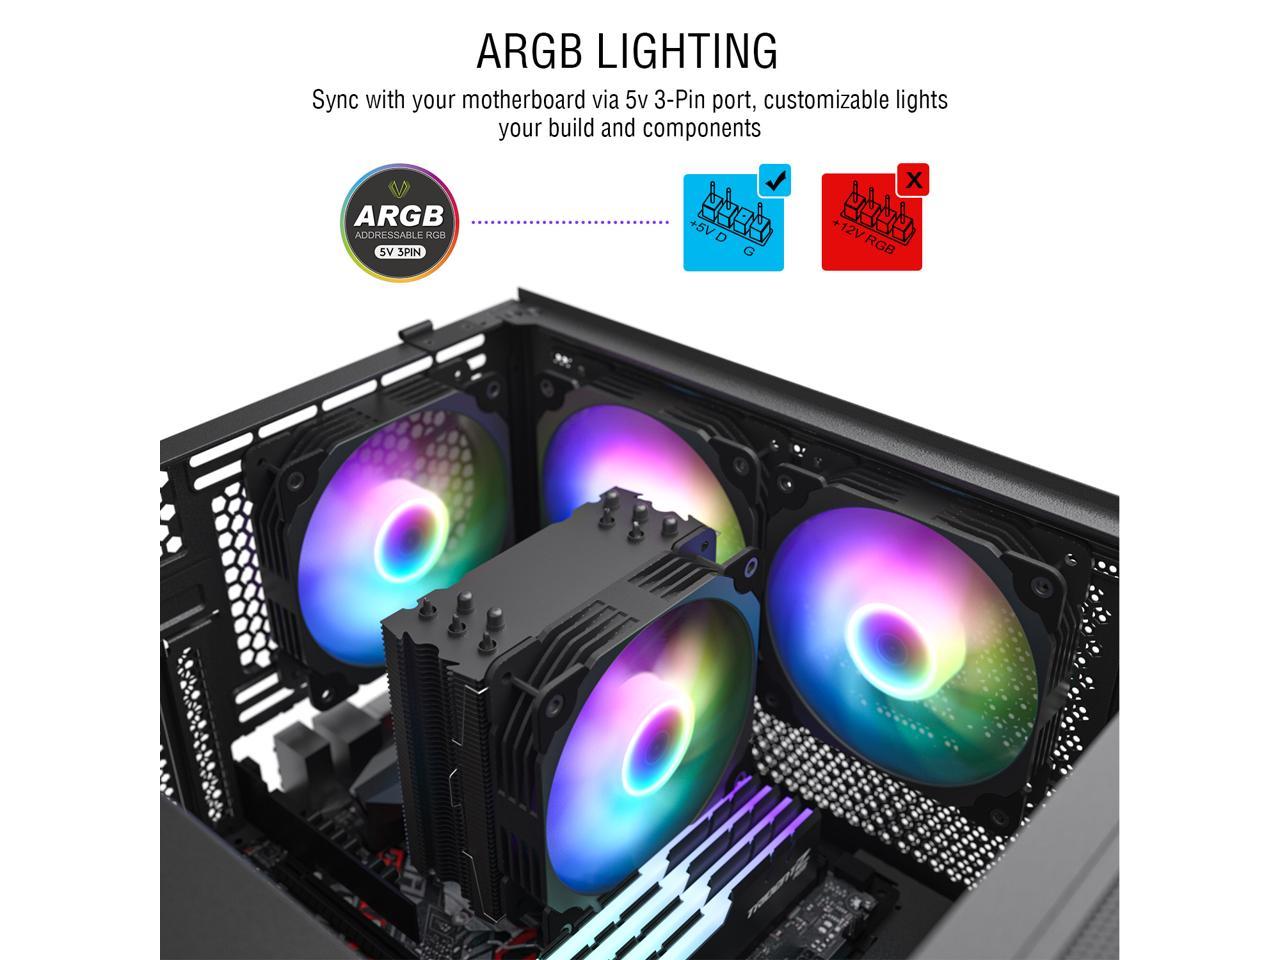 ARGB LIGHTING
Sync with your motherboard via 5v 3-Pin port, customizable lights
your build and components
ARGB
ADDRESSABLE RGB
5V 3PIN
+5V D G
X
+12V RGB
TRIDENT Z